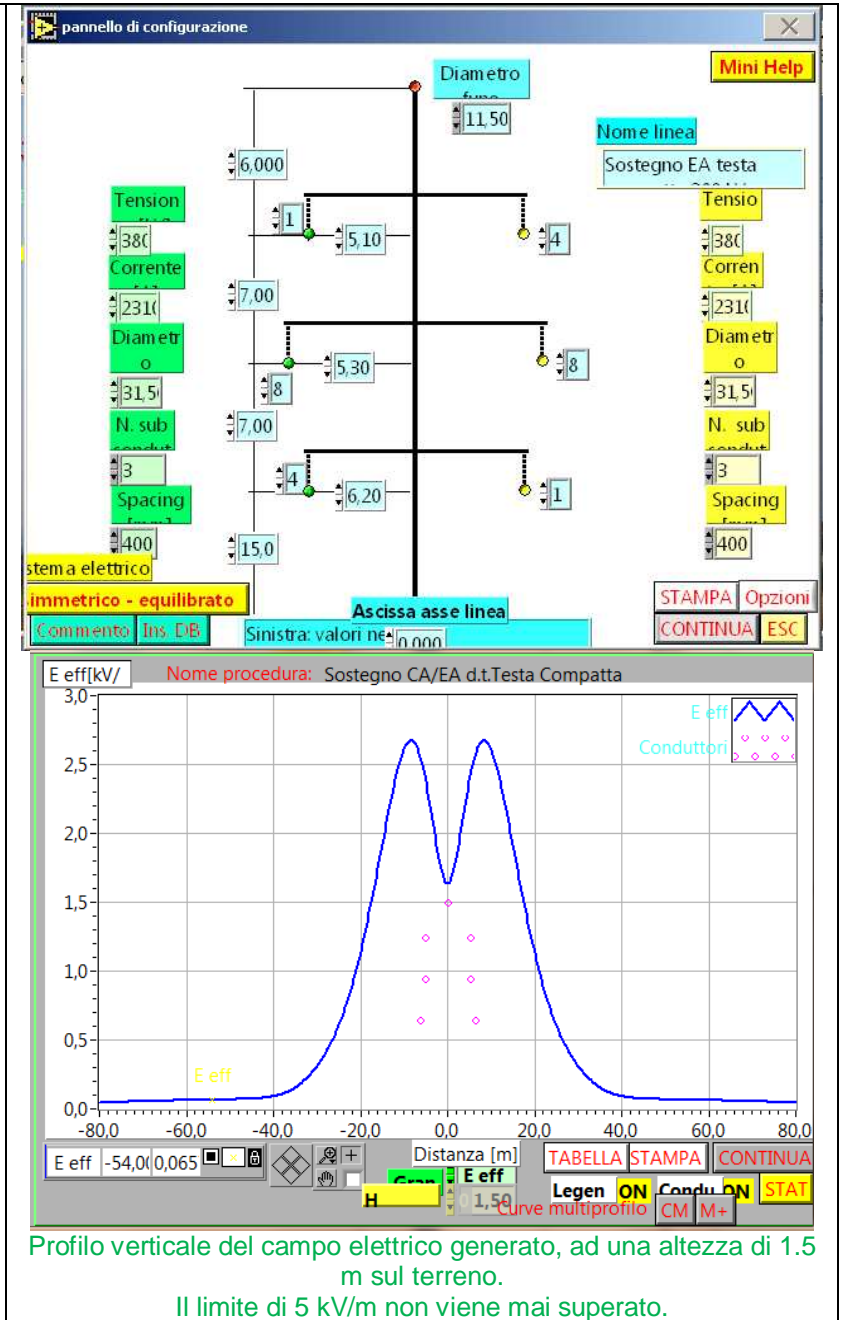 pannello di configurazione
Mini Help
Diametro
11,50
Nome linea
Sostegno EA testa
6,000
Tension
Tensio
1
5,10
4
380
380
Corrente
Corren
7,00
2310
2310
Diametr
o
Diametr
o
5,30
8
8
31,5
31,5
7,00
N. sub
N. sub
4
6,20
1
3
3
Spacing
Spacing
400
15,0
400
stema elettrico
immetrico - equilibrato
Ascissa asse linea
STAMPA
Opzioni
Commento
Ins. DB
Sinistra: valori ne
0,000
CONTINUA
ESC
E eff[kV/
Nome procedura: Sostegno CA/EA d.t.Testa Compatta
3,0
2,5
2,0
1,5
1,0
0,5
0,0
E eff
Conduttori
E eff
-80,0
-60,0
-40,0
-20,0
0,0
20,0
40,0
60,0
80,0
E eff
-54,0
0,065
Distanza [m]
TABELLA
STAMPA
CONTINUA
E eff
H
0
1,50
Legen
ON
Condu
ON
STAT
Curve multiprofilo
CM
M+
Profilo verticale del campo elettrico generato, ad una altezza di 1.5
m sul terreno.
Il limite di 5 kV/m non viene mai superato.